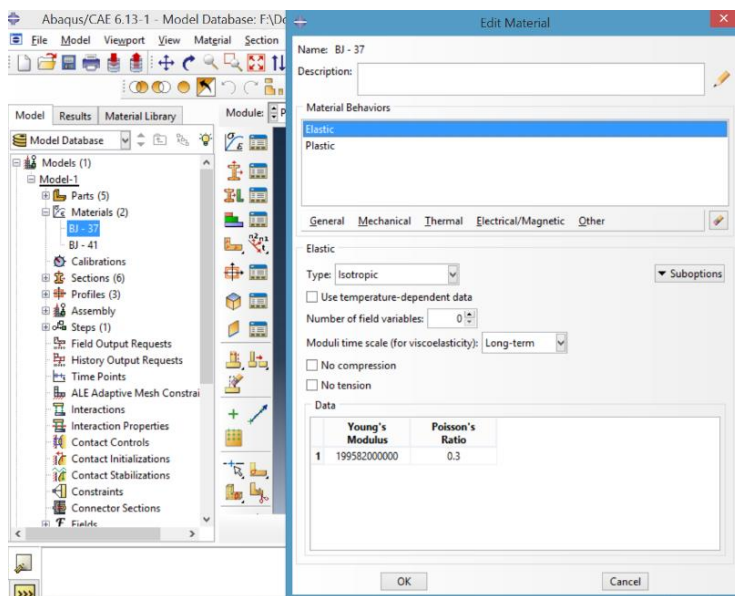 Abaqus/CAE 6.13-1 - Model Database: F:\Do
File Model Viewport View Material Section
Model Results Material Library
Module:
Model Database
Models (1)
Model-1
Parts (5)
Materials (2)
BJ - 37
BJ - 41
Calibrations
Sections (6)
Profiles (3)
Assembly
Steps (1)
Field Output Requests
History Output Requests
Time Points
ALE Adaptive Mesh Constrai
Interactions
Interaction Properties
Contact Controls
Contact Initializations
Contact Stabilizations
Constraints
Connector Sections
Fields
Edit Material
Name: BJ - 37
Description:
Material Behaviors
Elastic
Plastic
General Mechanical Thermal Electrical/Magnetic Other
Elastic
Type: Isotropic
Suboptions
Use temperature-dependent data
Number of field variables: 0
Moduli time scale (for viscoelasticity): Long-term
No compression
No tension
Data
Young's Poisson's
Modulus Ratio
1 199582000000 0.3
OK Cancel